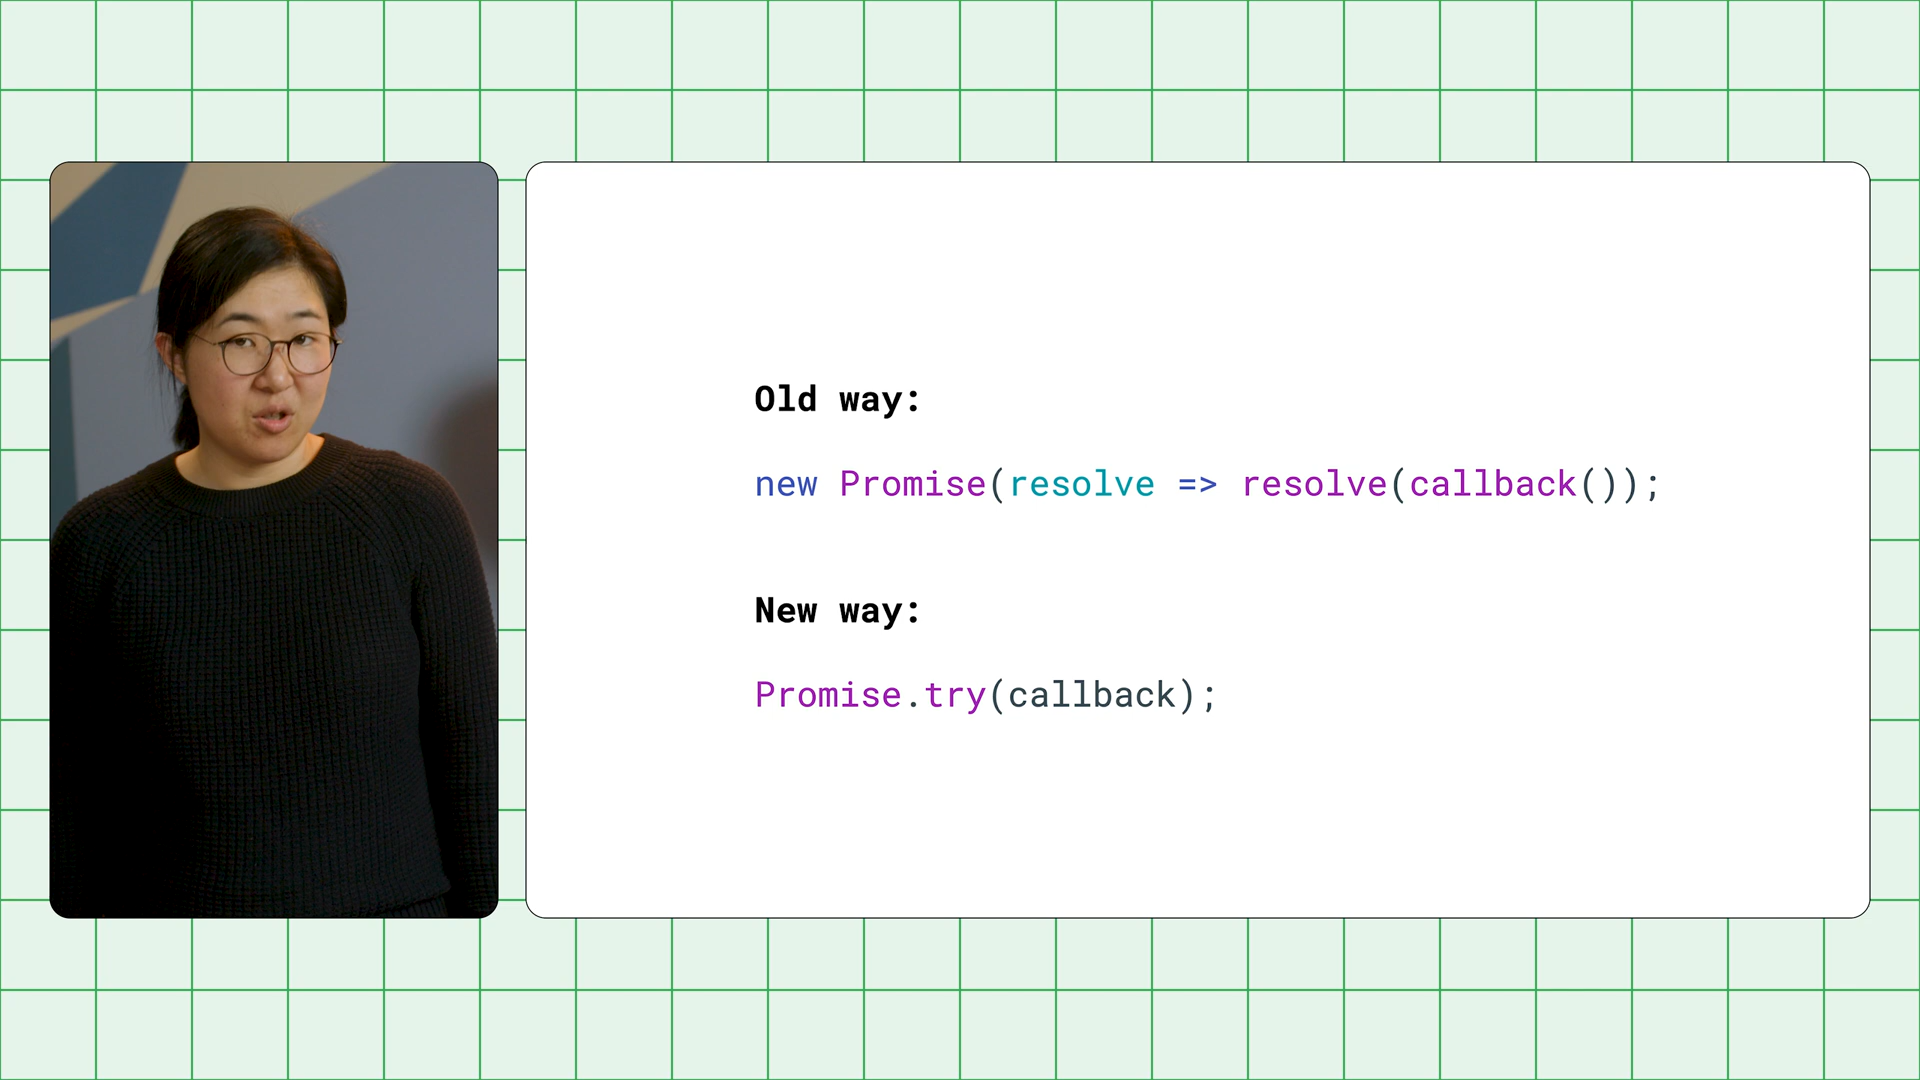 Old way:
new Promise(resolve => resolve(callback());
New way:
Promise.try(callback);